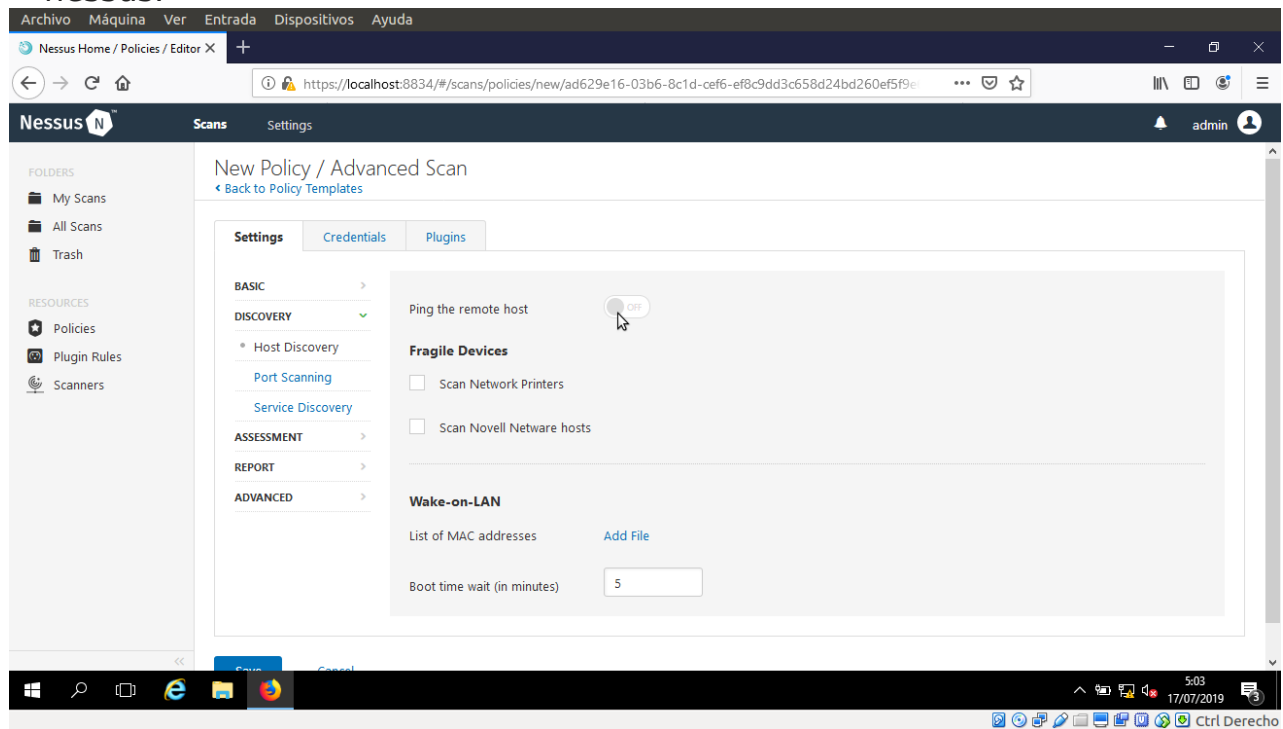 nessus.
Archivo Máquina Ver Entrada Dispositivos Ayuda
Nessus Home / Policies / Editor
https://localhost:8834/#/scans/policies/new/ad629e16-03b6-8c1d-cef6-ef8c9dd3c658d24bd260ef5f9e
Nessus N Scans Settings admin
FOLDERS
My Scans
All Scans
Trash
RESOURCES
Policies
Plugin Rules
Scanners
New Policy / Advanced Scan
Back to Policy Templates
Settings Credentials Plugins
BASIC
DISCOVERY
Host Discovery
Port Scanning
Service Discovery
ASSESSMENT
REPORT
ADVANCED
Ping the remote host OFF
Fragile Devices
Scan Network Printers
Scan Novell Netware hosts
Wake-on-LAN
List of MAC addresses Add File
Boot time wait (in minutes) 5
Save Cancel
5:03
17/07/2019
3
Ctrl Derecho